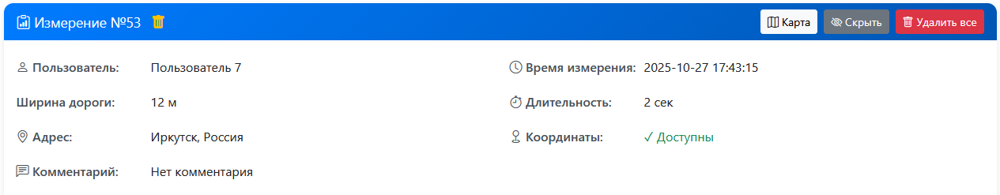 Измерение №53 Карта Скрыть Удалить все
Пользователь: Пользователь 7 Время измерения: 2025-10-27 17:43:15
Ширина дороги: 12 м Длительность: 2 сек
Адрес: Иркутск, Россия Координаты: ✓ Доступны
Комментарий: Нет комментария